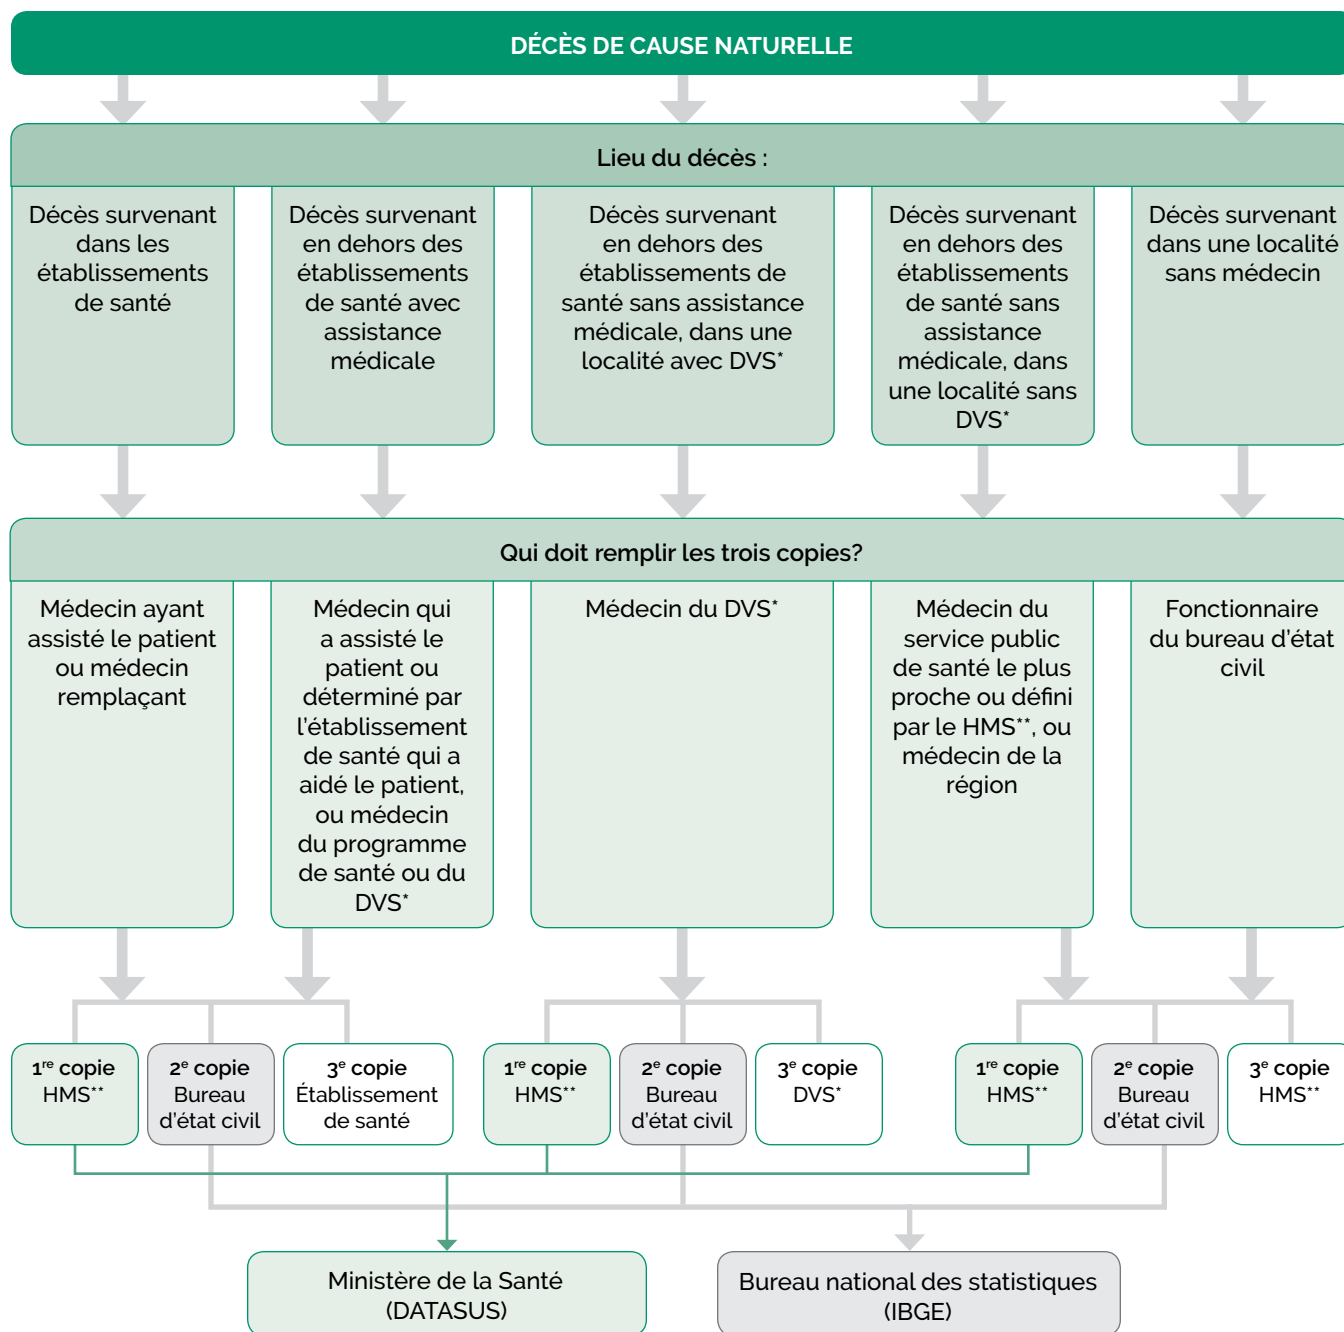 DÉCÈS DE CAUSE NATURELLE
Lieu du décès :
Décès survenant
dans les
établissements
de santé
Décès survenant
en dehors des
établissements
de santé avec
assistance
médicale
Décès survenant
en dehors des
établissements de
santé sans assistance
médicale, dans une
localité avec DVS*
Décès survenant
en dehors des
établissements
de santé sans
assistance
médicale, dans
une localité sans
DVS*
Décès survenant
dans une localité
sans médecin
Qui doit remplir les trois copies?
Médecin ayant
assisté le patient
ou médecin
remplaçant
Médecin qui
a assisté le
patient ou
déterminé par
l'établissement
de santé qui a
aidé le patient,
ou médecin
du programme
de santé ou du
DVS*
Médecin du DVS*
Médecin du
service public
de santé le plus
proche ou défini
par le HMS**, ou
médecin de la
région
Fonctionnaire
du bureau d'état
civil
1re copie
HMS**
2e copie
Bureau
d'état civil
3e copie
Établissement
de santé
1re copie
HMS**
2e copie
Bureau
d'état civil
3e copie
DVS*
1re copie
HMS**
2e copie
Bureau
d'état civil
3e copie
HMS**
Ministère de la Santé
(DATASUS)
Bureau national des statistiques
(IBGE)